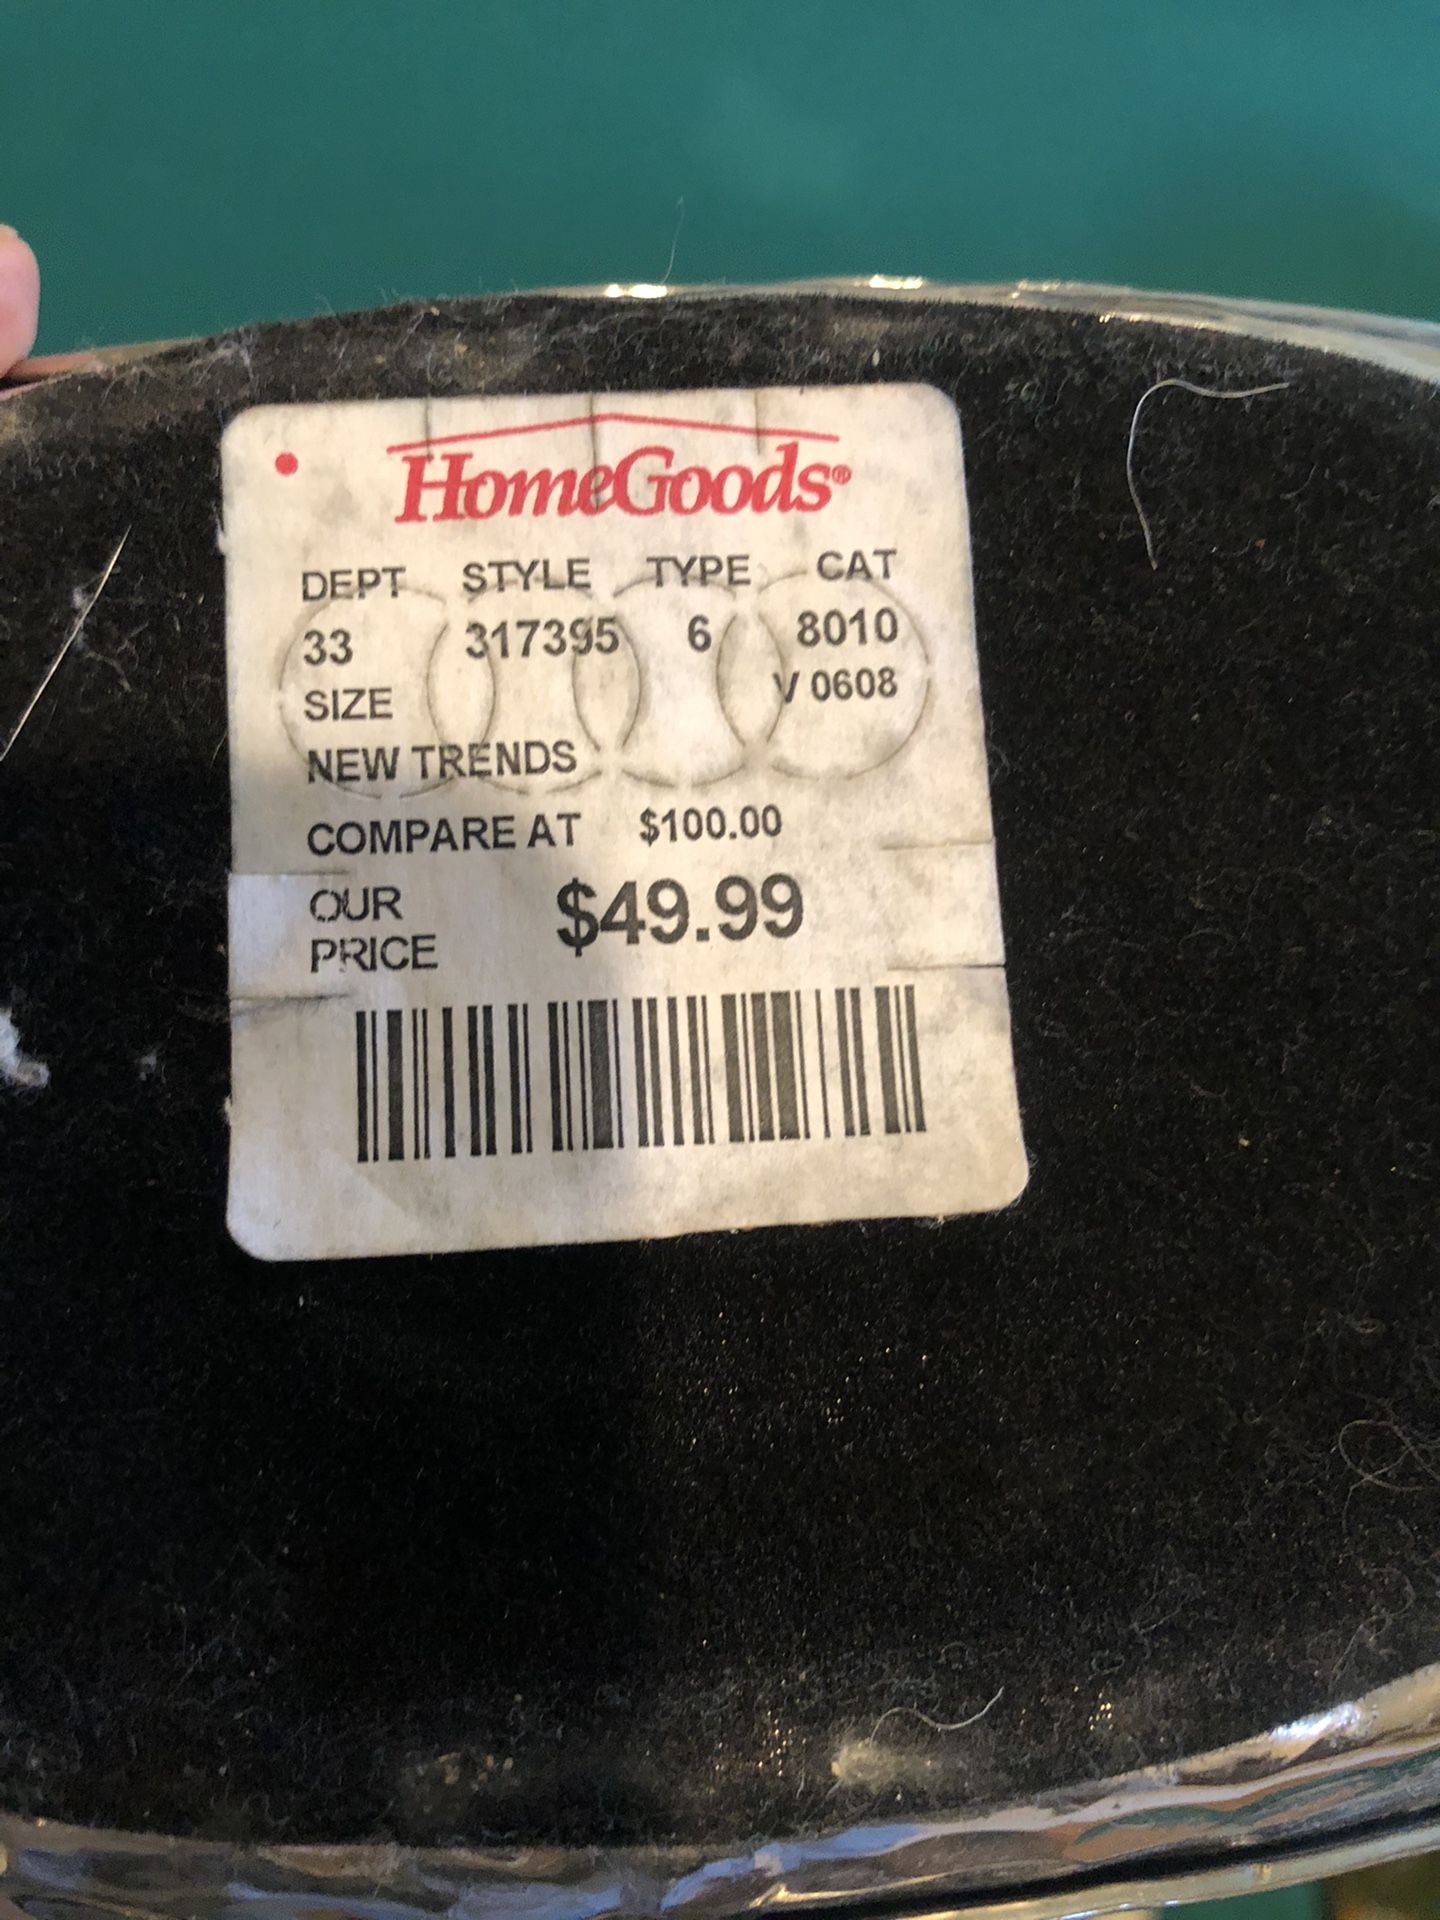 HomeGoods®
DEPT STYLE TYPE CAT
33 317395 6 8010
SIZE V 0608
NEW TRENDS
COMPARE AT $100.00
OUR PRICE $49.99